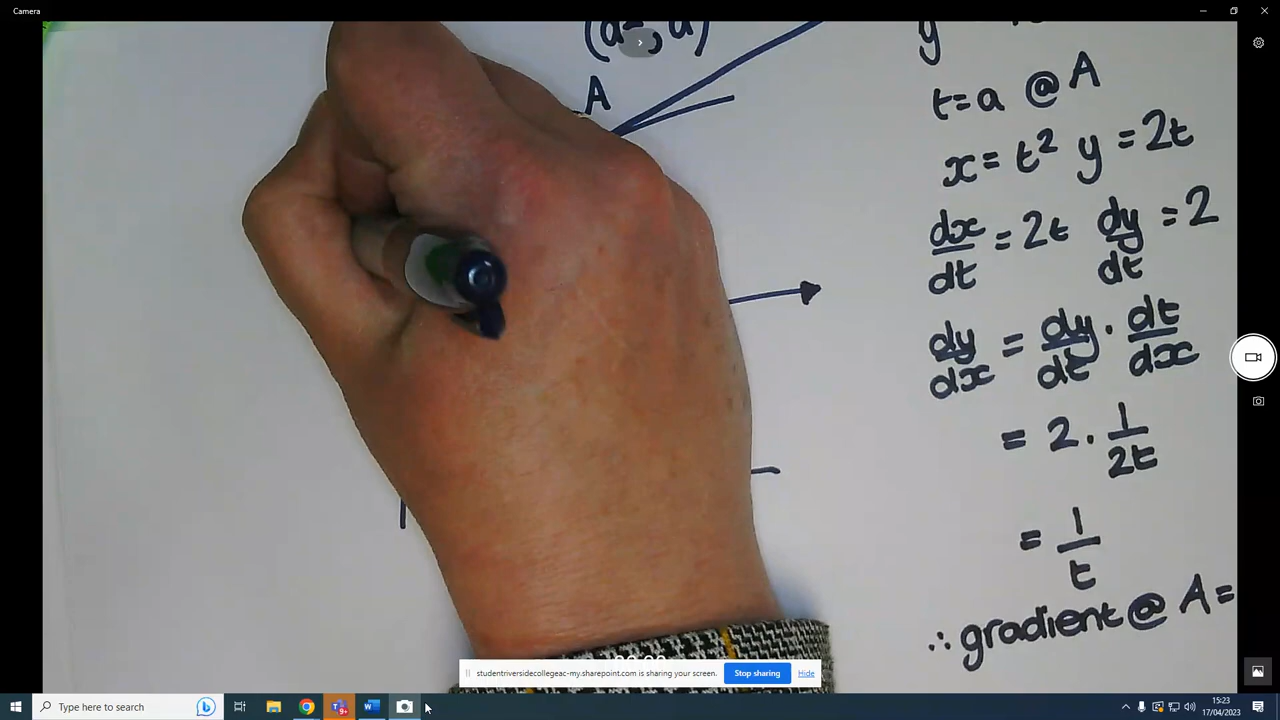 Camera
A
t=a @ A
x = t² y = 2t
dx/dt = 2t dy/dt = 2
dy/dx = dy/dt · dt/dx
= 2 · 1/2t
= 1/t
∴ gradient @ A =
studentriversidecollegeac-my.sharepoint.com is sharing your screen. Stop sharing Hide
Type here to search
15:23
17/04/2023